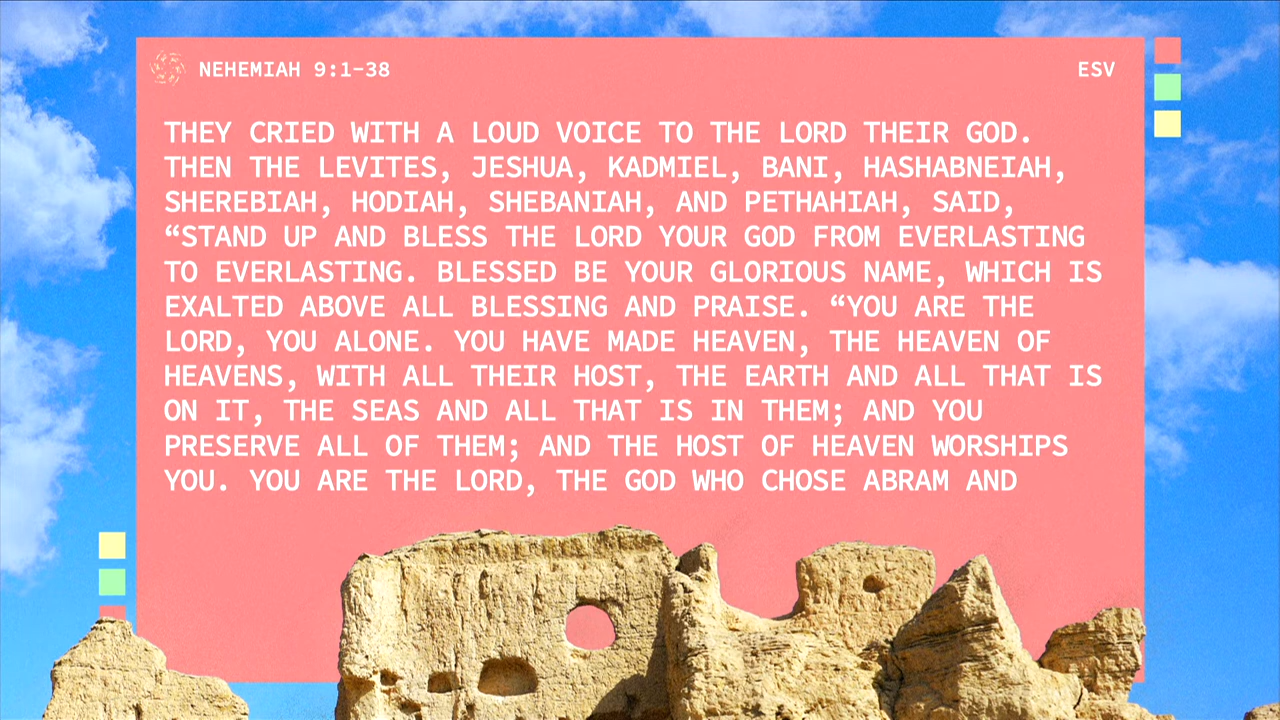 NEHEMIAH 9:1-38
ESV
THEY CRIED WITH A LOUD VOICE TO THE LORD THEIR GOD.
THEN THE LEVITES, JESHUA, KADMIEL, BANI, HASHABNEIAH,
SHEREBIAH, HODIAH, SHEBANIAH, AND PETHAHIAH, SAID,
“STAND UP AND BLESS THE LORD YOUR GOD FROM EVERLASTING
TO EVERLASTING. BLESSED BE YOUR GLORIOUS NAME, WHICH IS
EXALTED ABOVE ALL BLESSING AND PRAISE. “YOU ARE THE
LORD, YOU ALONE. YOU HAVE MADE HEAVEN, THE HEAVEN OF
HEAVENS, WITH ALL THEIR HOST, THE EARTH AND ALL THAT IS
ON IT, THE SEAS AND ALL THAT IS IN THEM; AND YOU
PRESERVE ALL OF THEM; AND THE HOST OF HEAVEN WORSHIPS
YOU. YOU ARE THE LORD, THE GOD WHO CHOSE ABRAM AND